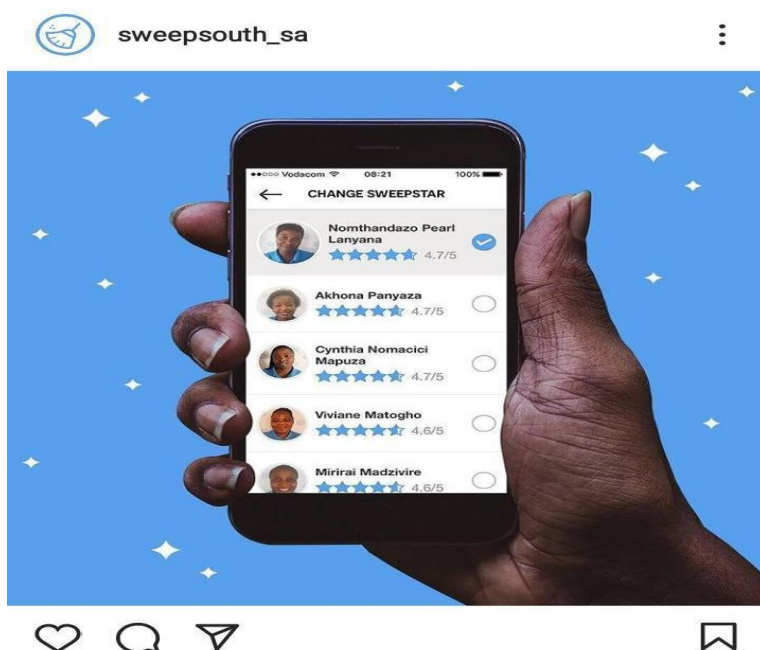 sweepsouth_sa
Vodacom 08:21 100%
CHANGE SWEEPSTAR
Nomthandazo Pearl
Lanyana
4.7/5
Akhona Panyaza
4.7/5
Cynthia Nomacici
Mapuza
4.7/5
Viviane Matogho
4.6/5
Mirirai Madzivire
4.6/5